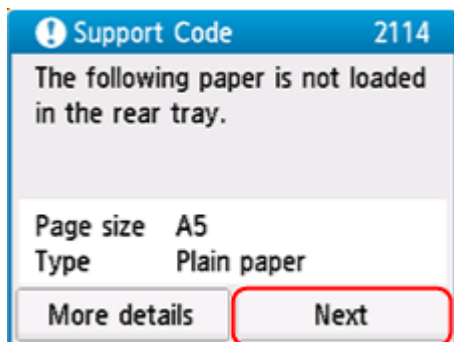 Support Code 2114
The following paper is not loaded
in the rear tray.
Page size A5
Type Plain paper
More details Next